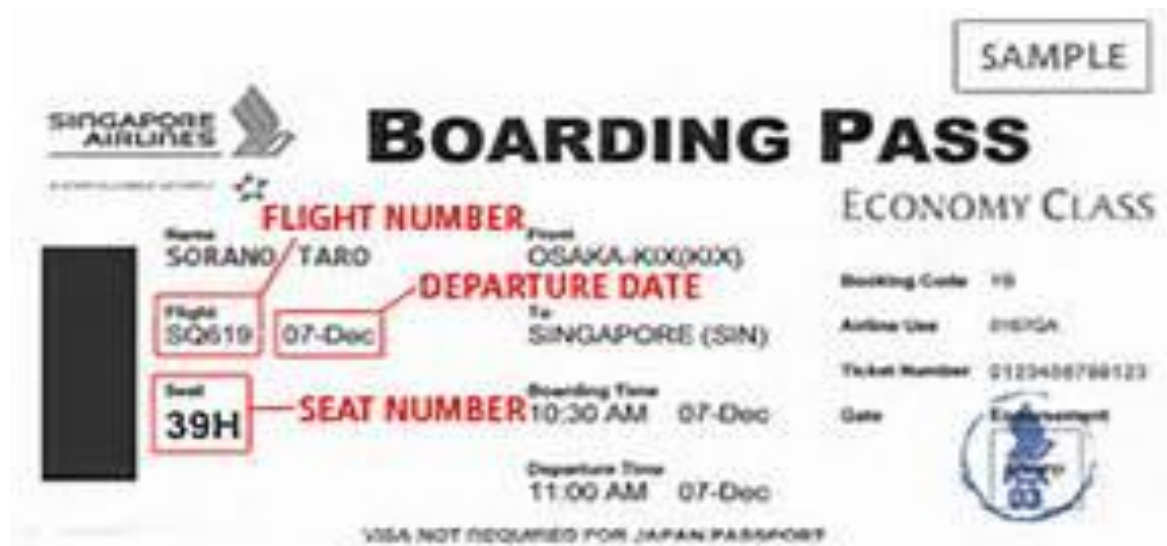 SAMPLE
SINGAPORE
AIRLINES
BOARDING PASS
ECONOMY CLASS
FLIGHT NUMBER
Name
SORANO TARO
From
OSAKA-KIX(KIX)
DEPARTURE DATE
Flight
SQ619 07-Dec
To
SINGAPORE (SIN)
Seat
39H
SEAT NUMBER
Boarding Time
10:30 AM 07-Dec
Departure Time
11:00 AM 07-Dec
Booking Code
Airline Use
Ticket Number
Gate
Endorsement
VISA NOT REQUIRED FOR JAPAN PASSPORT